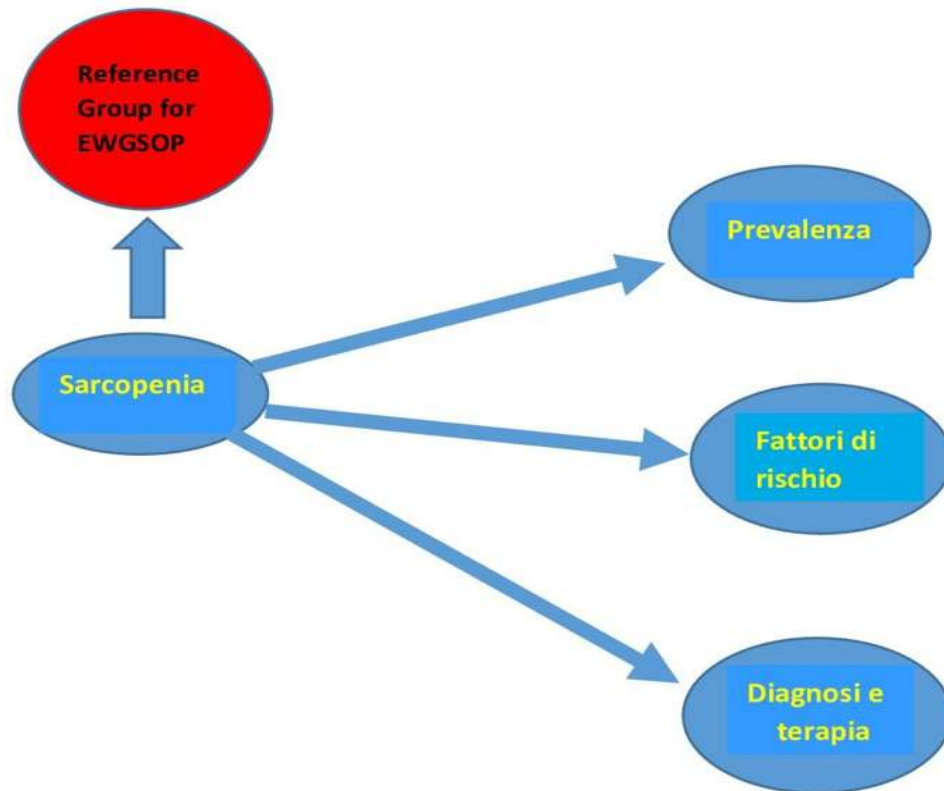 Reference
Group for
EWGSOP
Prevalenza
Sarcopenia
Fattori di
rischio
Diagnosi e
terapia